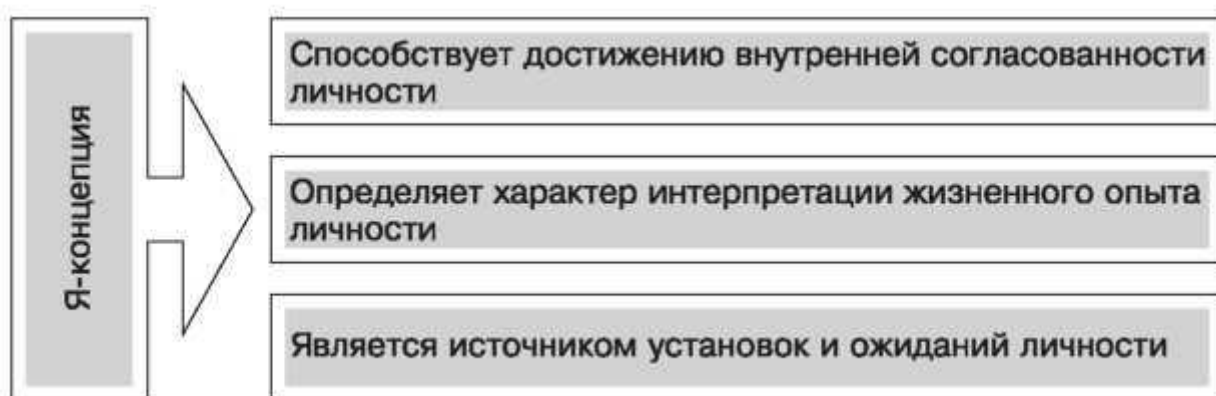 Я-концепция
Способствует достижению внутренней согласованности
личности
Определяет характер интерпретации жизненного опыта
личности
Является источником установок и ожиданий личности